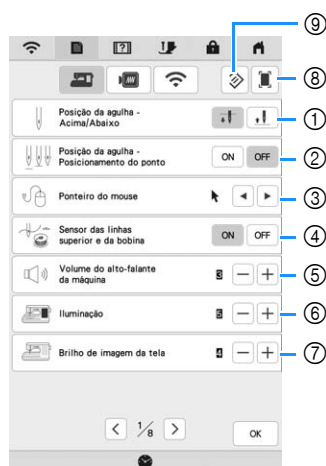 ⑨
?
⑧
Posição da agulha -
Acima/Abaixo
①
Posição da agulha -
Posicionamento do ponto
ON OFF
②
Ponteiro do mouse
③
Sensor das linhas
superior e da bobina
ON OFF
④
Volume do alto-falante
da máquina
3 − +
⑤
Iluminação
5 − +
⑥
Brilho de imagem da tela
4 − +
⑦
< 1/8 >
OK